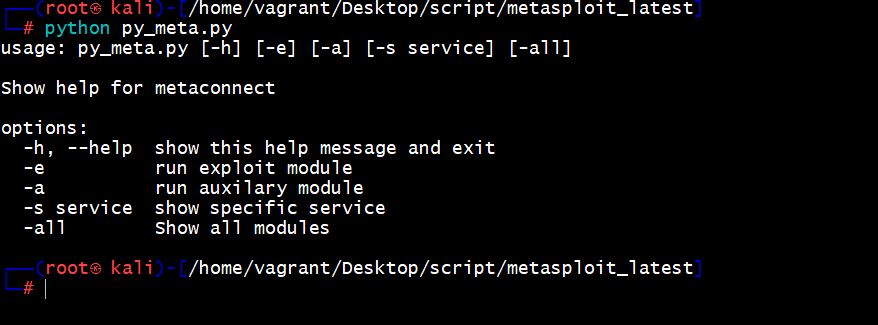 ┌──(root㉿ kali)-[/home/vagrant/Desktop/script/metasploit_latest]
└─# python py_meta.py
usage: py_meta.py [-h] [-e] [-a] [-s service] [-all]
Show help for metaconnect
options:
-h, --help  show this help message and exit
-e          run exploit module
-a          run auxilary module
-s service  show specific service
-all        Show all modules
┌──(root㉿ kali)-[/home/vagrant/Desktop/script/metasploit_latest]
└─#